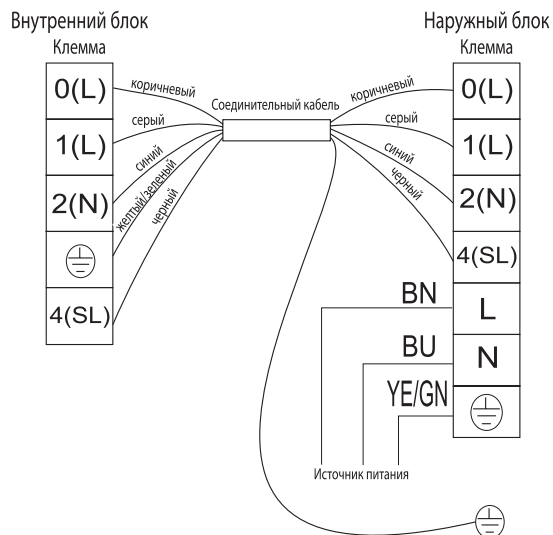 Внутренний блок
Клемма
0(L)
1(L)
2(N)
4(SL)
коричневый
серый
синий
желтый/зеленый
черный
Соединительный кабель
коричневый
серый
синий
черный
Наружный блок
Клемма
0(L)
1(L)
2(N)
4(SL)
L
N
BN
BU
YE/GN
Источник питания